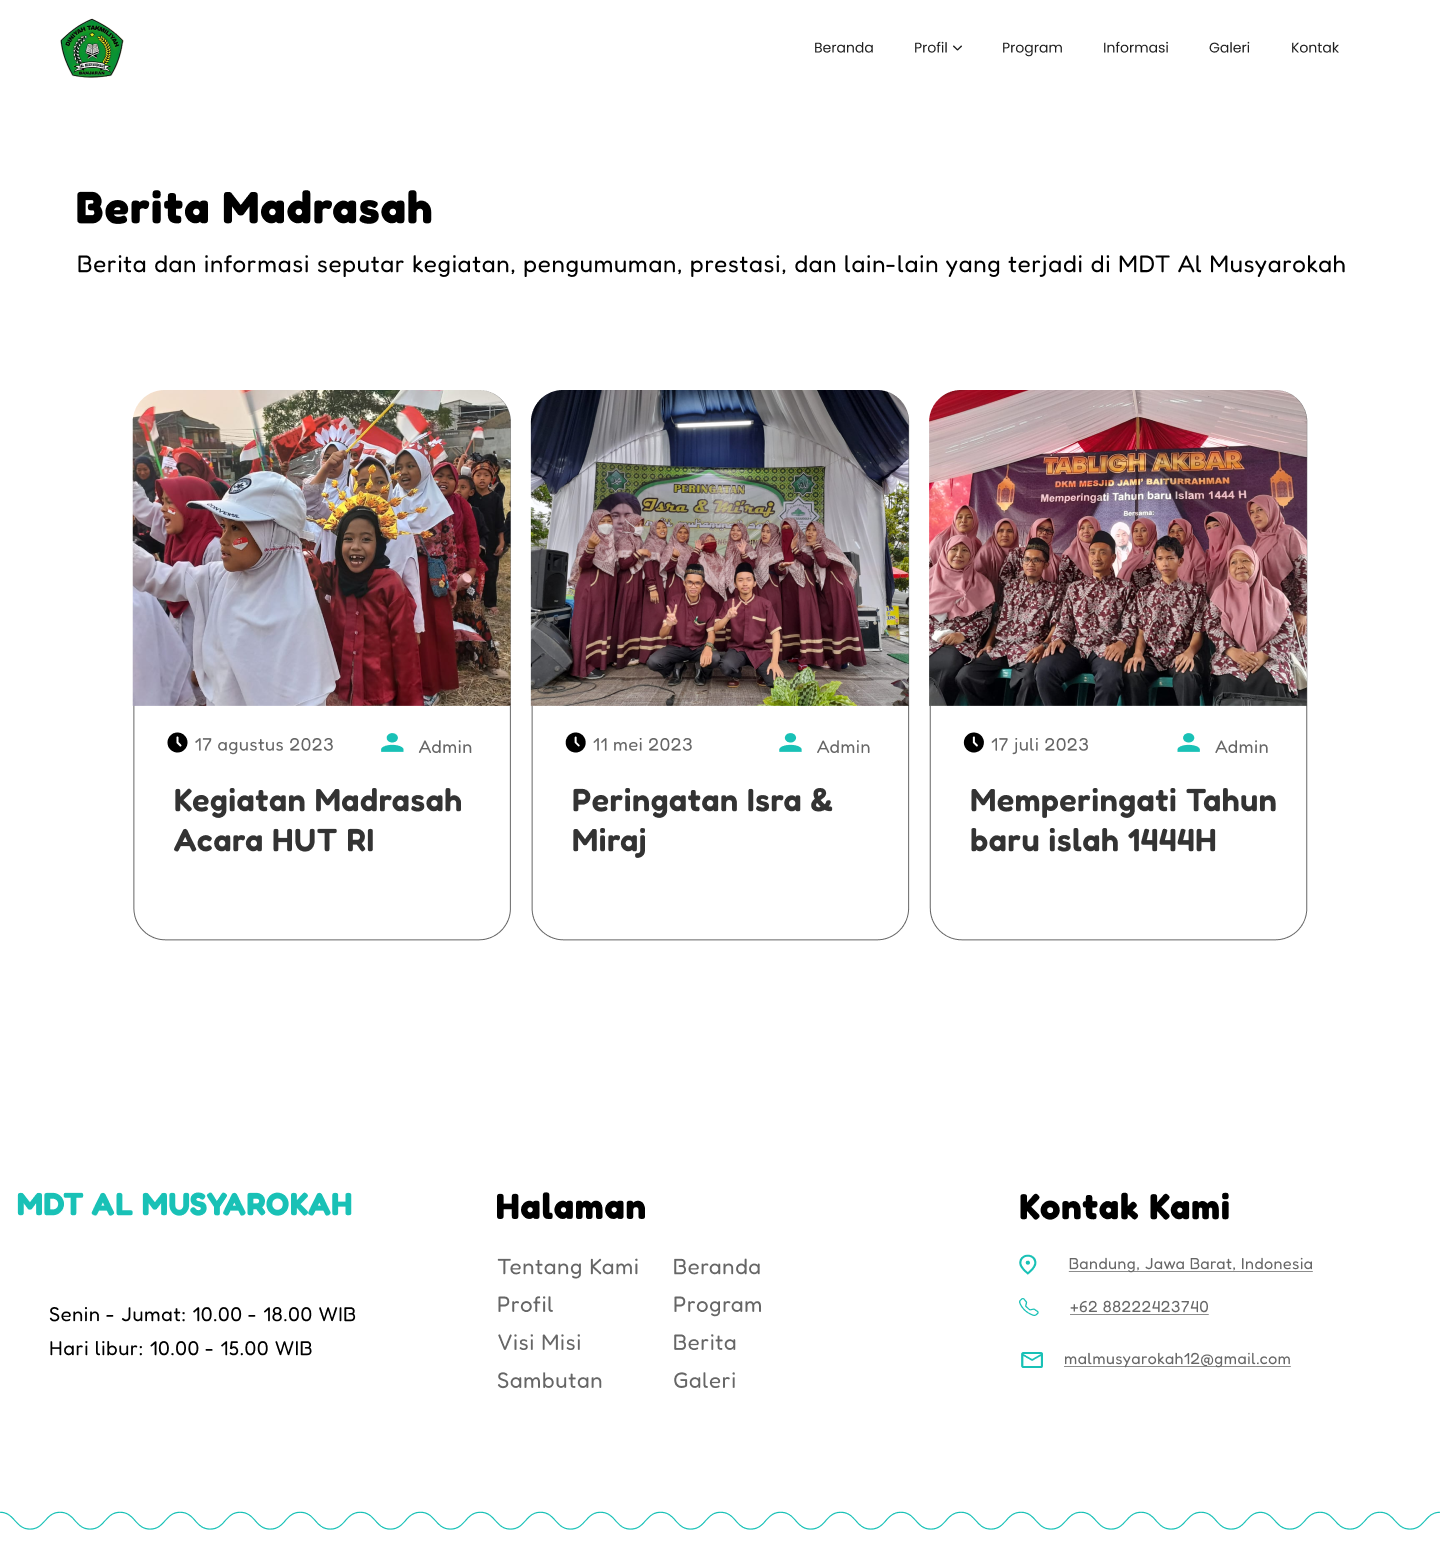 DINIYAH TAKMILIYAH
BANJARAN
Beranda
Profil
Program
Informasi
Galeri
Kontak
Berita Madrasah
Berita dan informasi seputar kegiatan, pengumuman, prestasi, dan lain-lain yang terjadi di MDT Al Musyarokah
PERINGATAN
Isra & Mi'raj
TABLIGH AKBAR
DKM MESJID JAMI' BAITURRAHMAN
Memperingati Tahun baru Islam 1444 H
Bersama:
17 agustus 2023
Admin
Kegiatan Madrasah
Acara HUT RI
11 mei 2023
Admin
Peringatan Isra &
Miraj
17 juli 2023
Admin
Memperingati Tahun
baru islah 1444H
MDT AL MUSYAROKAH
Senin - Jumat: 10.00 - 18.00 WIB
Hari libur: 10.00 - 15.00 WIB
Halaman
Tentang Kami
Profil
Visi Misi
Sambutan
Beranda
Program
Berita
Galeri
Kontak Kami
Bandung, Jawa Barat, Indonesia
+62 88222423740
malmusyarokah12@gmail.com